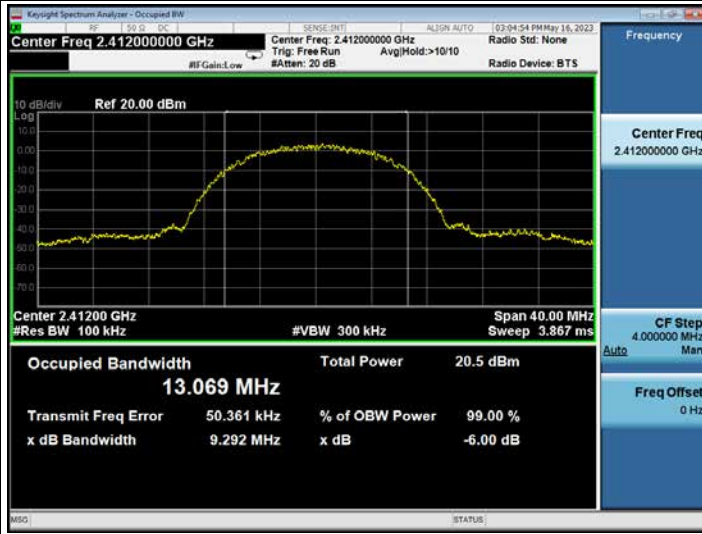 Keysight Spectrum Analyzer - Occupied BW
RF 50 Ω DC SENSE:INT ALIGN AUTO 03:04:54 PM May 16, 2023
Center Freq 2.412000000 GHz
Center Freq: 2.412000000 GHz
Radio Std: None
Trig: Free Run Avg|Hold:>10/10
#IFGain:Low #Atten: 20 dB Radio Device: BTS
Frequency
10 dB/div Ref 20.00 dBm
Log
10.0
0.00
-10.0
-20.0
-30.0
-40.0
-50.0
-60.0
-70.0
Center Freq
2.412000000 GHz
Center 2.41200 GHz Span 40.00 MHz
#Res BW 100 kHz #VBW 300 kHz Sweep 3.867 ms
CF Step
4.000000 MHz
Auto Man
Freq Offset
0 Hz
Occupied Bandwidth Total Power 20.5 dBm
13.069 MHz
Transmit Freq Error 50.361 kHz % of OBW Power 99.00 %
x dB Bandwidth 9.292 MHz x dB -6.00 dB
MSG STATUS